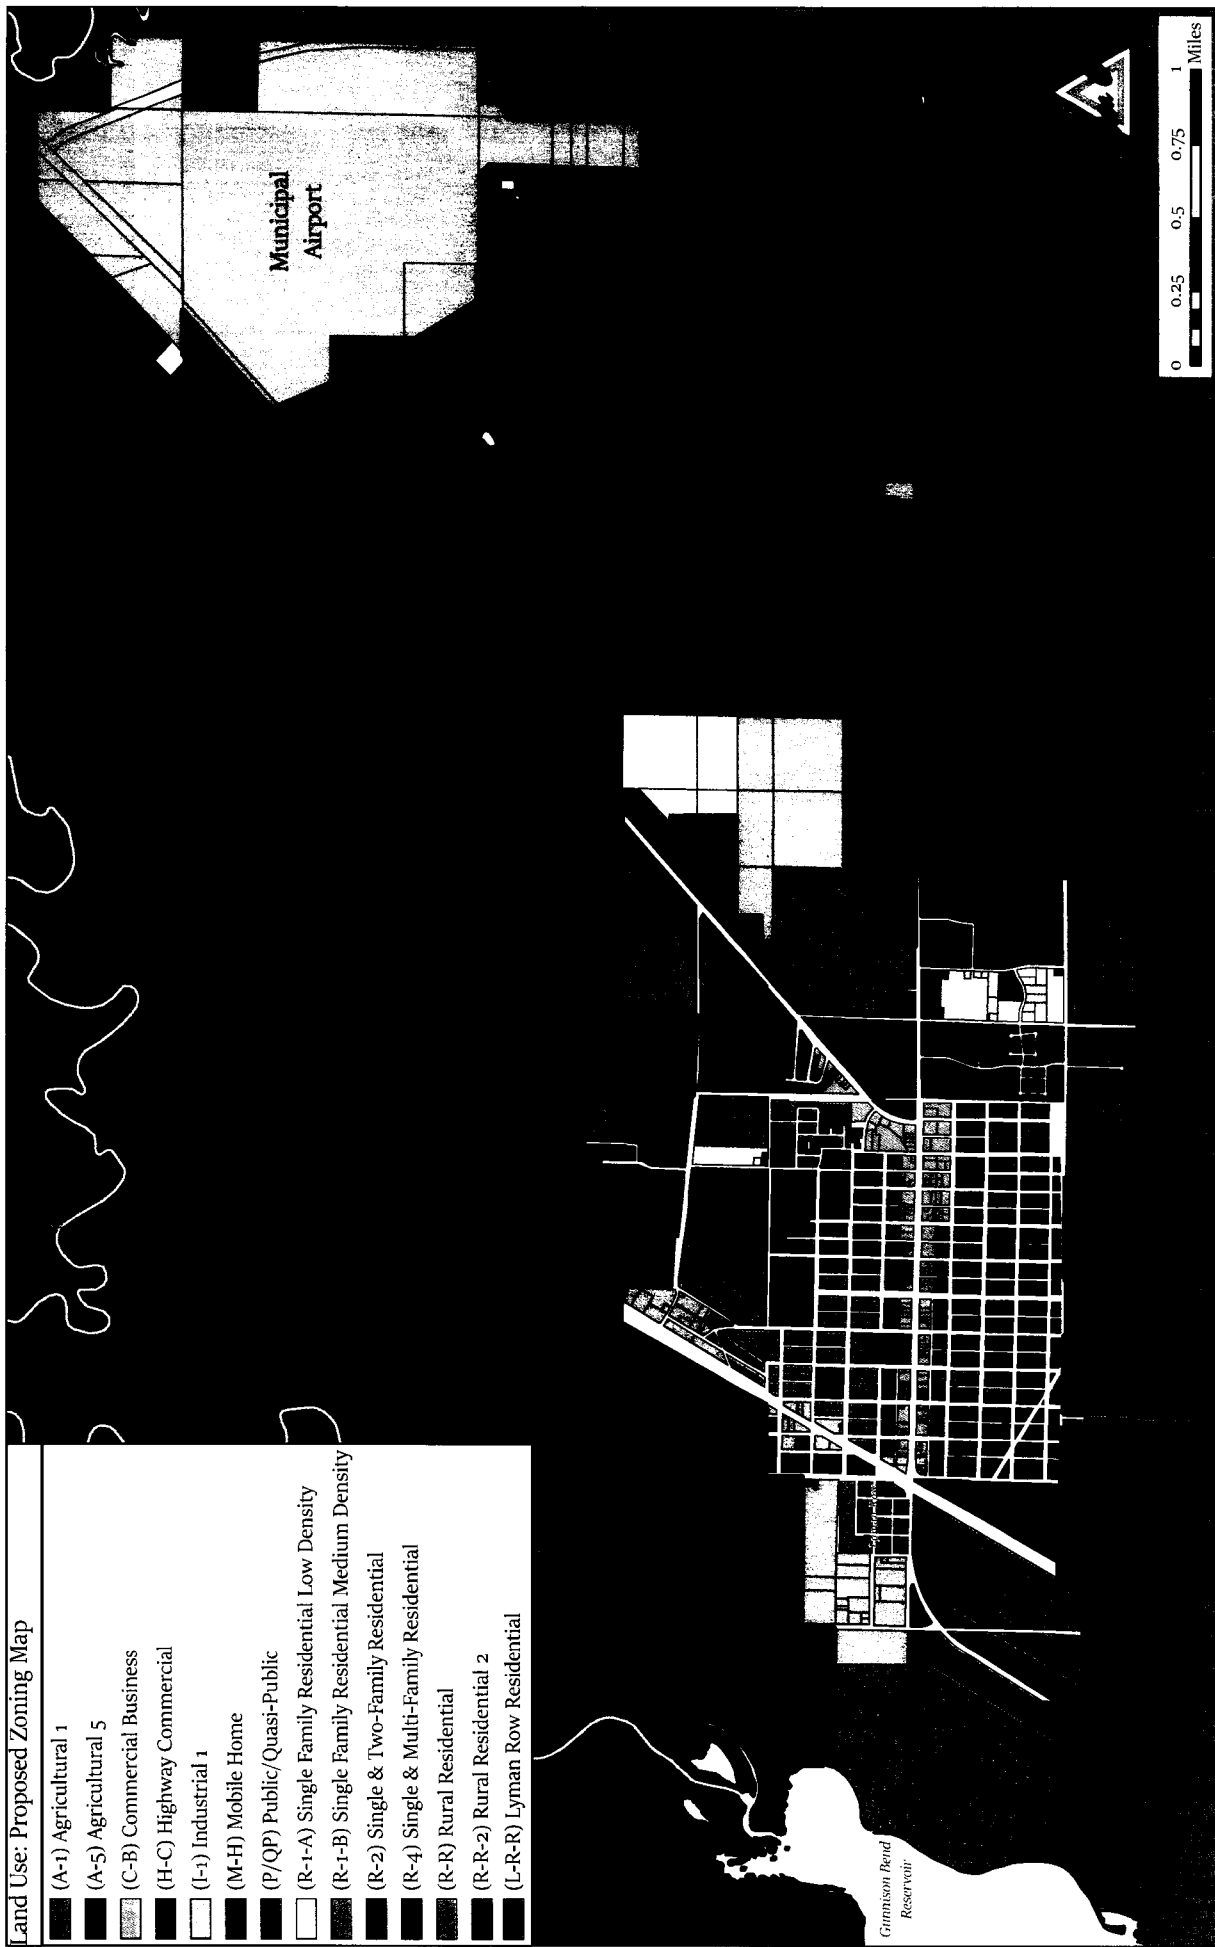 Land Use: Proposed Zoning Map
(A-1) Agricultural 1
(A-5) Agricultural 5
(C-B) Commercial Business
(H-C) Highway Commercial
(I-1) Industrial 1
(M-H) Mobile Home
(P/QP) Public/Quasi-Public
(R-1-A) Single Family Residential Low Density
(R-1-B) Single Family Residential Medium Density
(R-2) Single & Two-Family Residential
(R-4) Single & Multi-Family Residential
(R-R) Rural Residential
(R-R-2) Rural Residential 2
(L-R-R) Lyman Row Residential
Gunnison Bend
Reservoir
Municipal
Airport
0 0.25 0.5 0.75 1
Miles